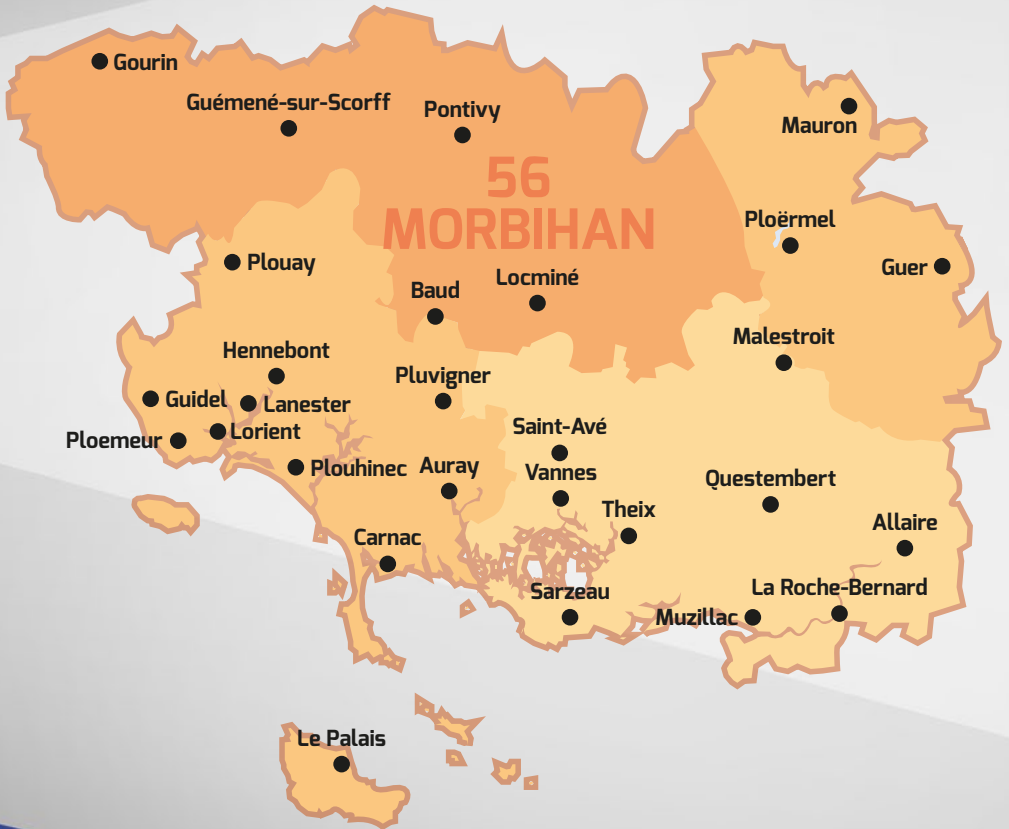 Gourin
Guémené-sur-Scorff
Pontivy
Mauron
56
MORBIHAN
Ploërmel
Guer
Plouay
Baud
Locminé
Malestroit
Hennebont
Pluvigner
Guidel
Lanester
Ploemeur
Lorient
Saint-Avé
Plouhinec
Auray
Vannes
Questembert
Theix
Allaire
Carnac
Sarzeau
La Roche-Bernard
Muzillac
Le Palais